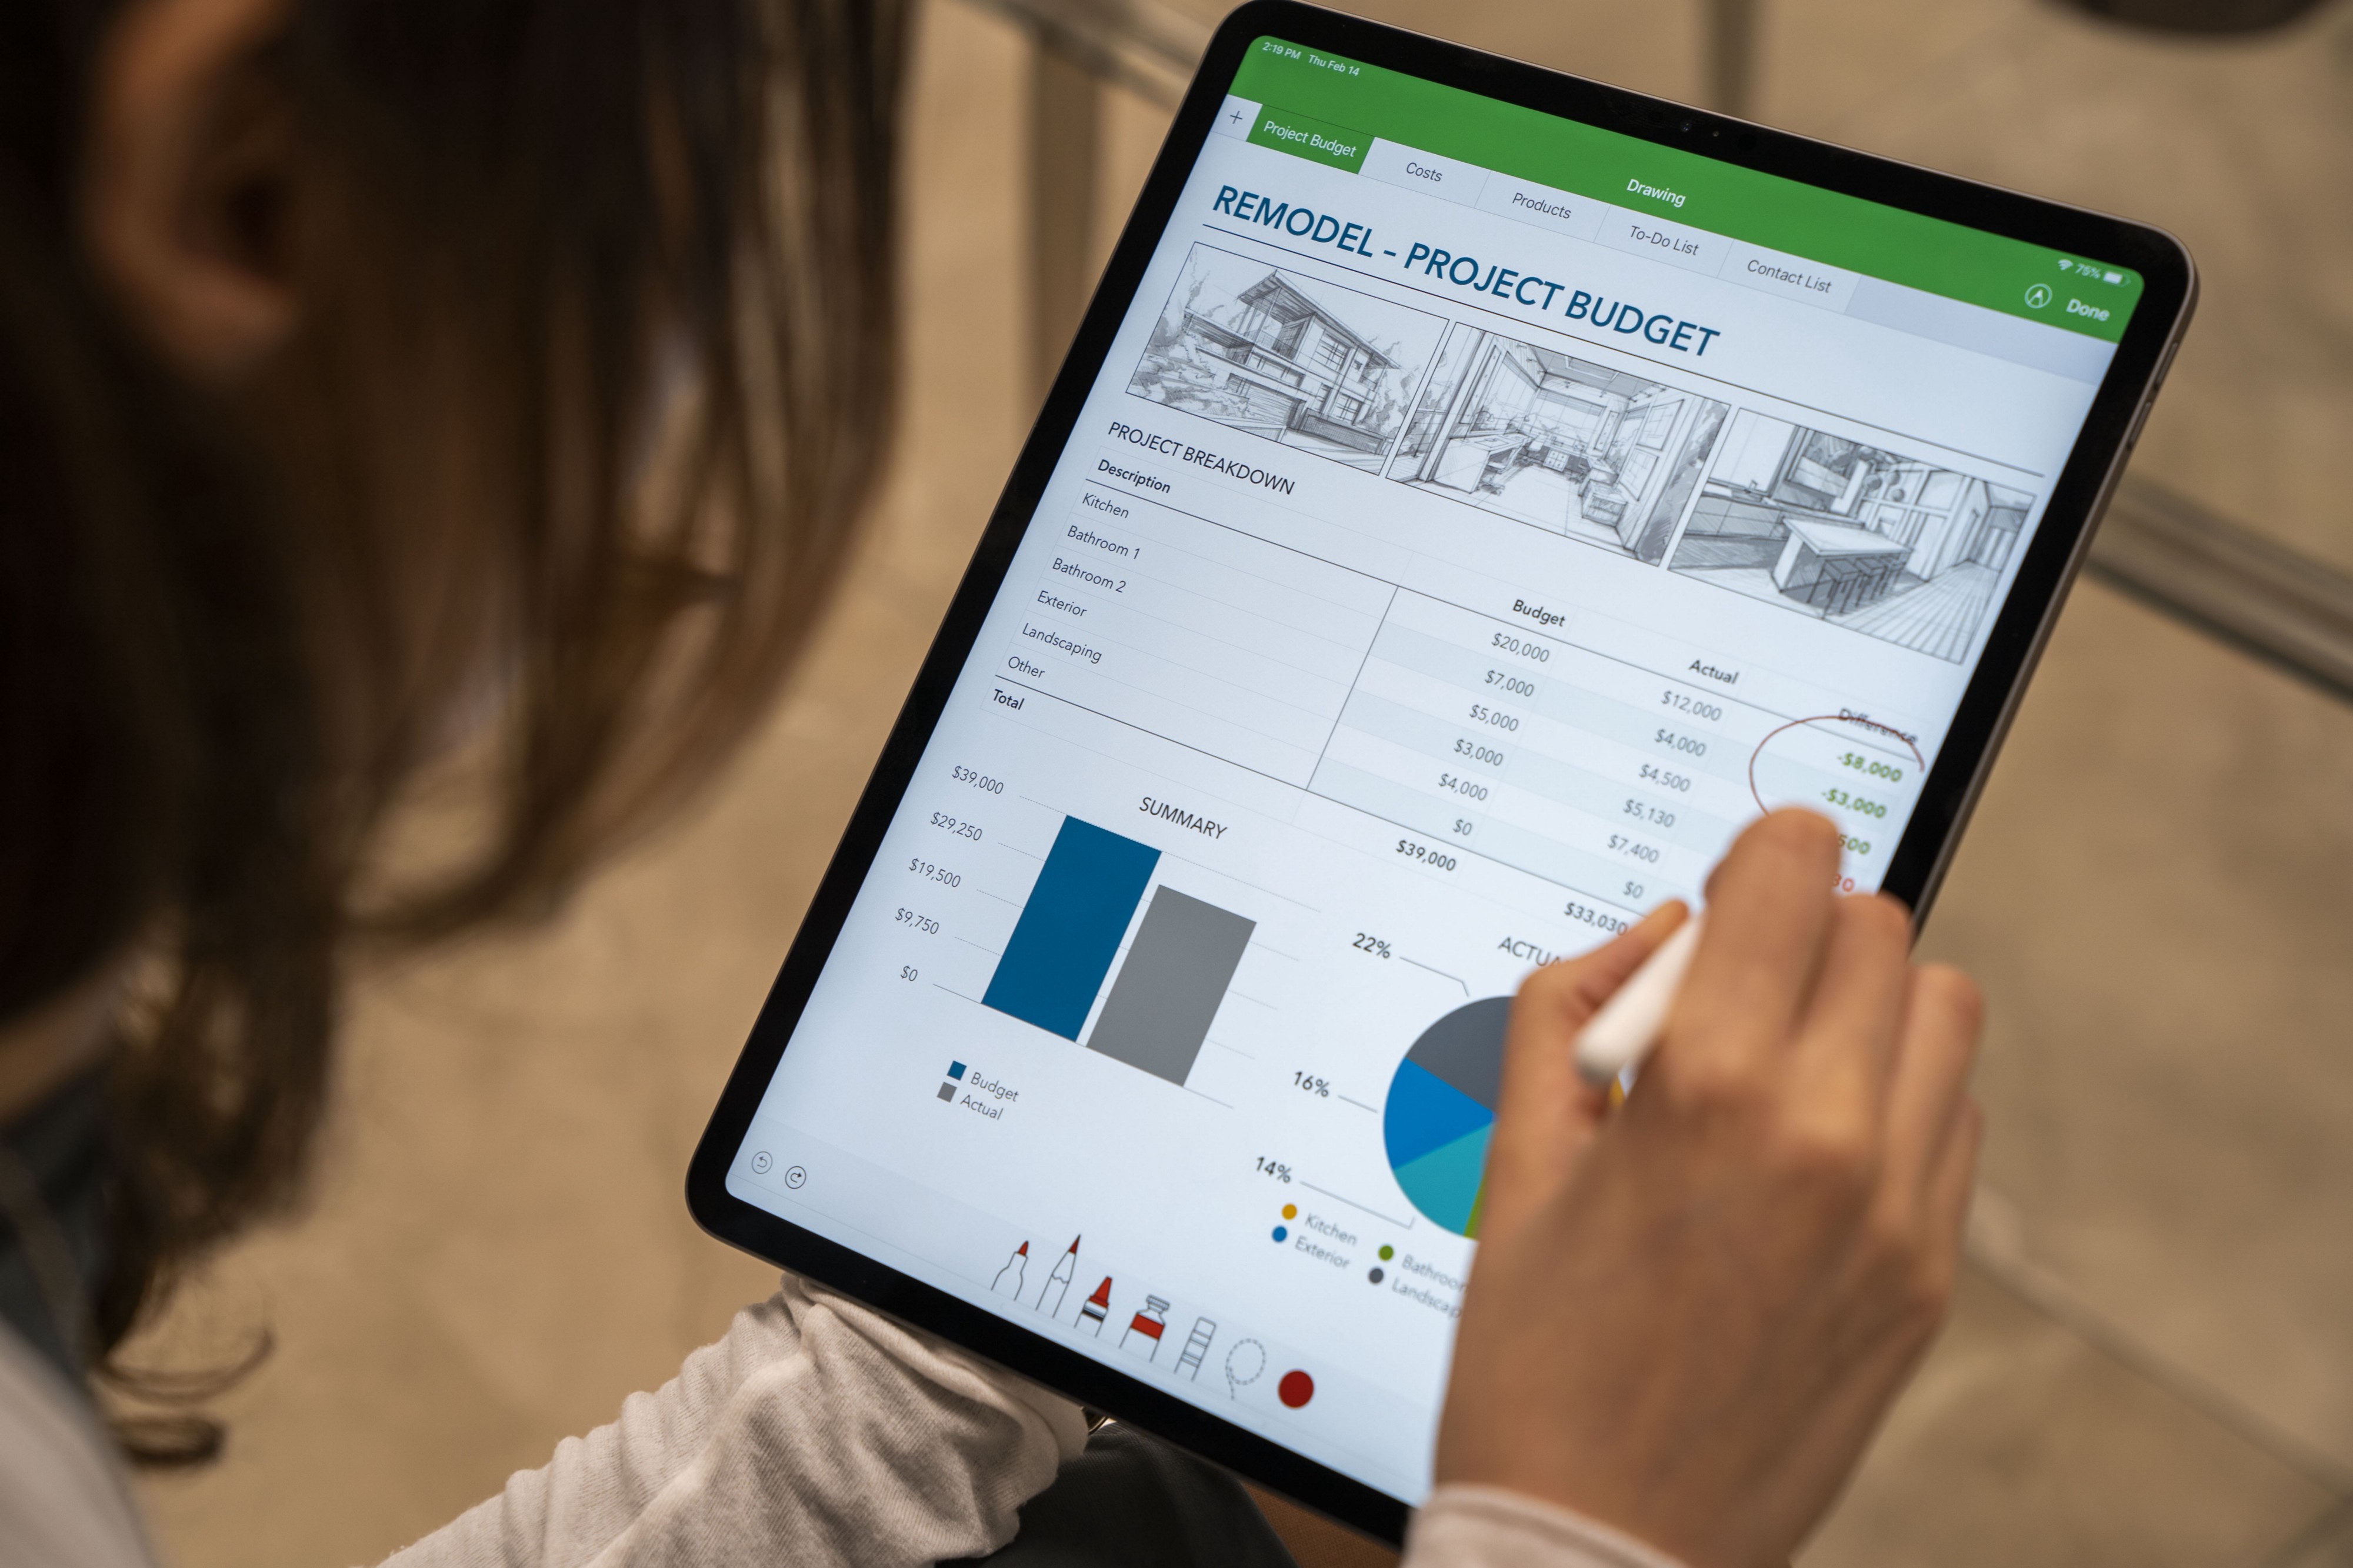 2:19 PM Thu Feb 14
75%
Drawing
Done
+ Project Budget Costs Products To-Do List Contact List
REMODEL - PROJECT BUDGET
PROJECT BREAKDOWN
Description Budget Actual Difference
Kitchen $20,000 $12,000 -$8,000
Bathroom 1 $7,000 $4,000 -$3,000
Bathroom 2 $5,000 $4,500 500
Exterior $3,000 $5,130 30
Landscaping $4,000 $7,400
Other $0 $0
Total $39,000 $33,030
SUMMARY
$39,000
$29,250
$19,500
$9,750
$0
Budget
Actual
22%
16%
14%
Kitchen
Exterior